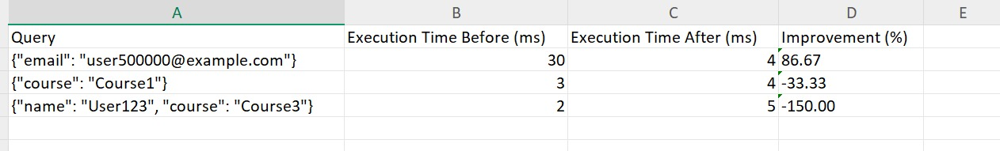 A B C D E
Query Execution Time Before (ms) Execution Time After (ms) Improvement (%)
{"email": "user500000@example.com"} 30 4 86.67
{"course": "Course1"} 3 4 -33.33
{"name": "User123", "course": "Course3"} 2 5 -150.00